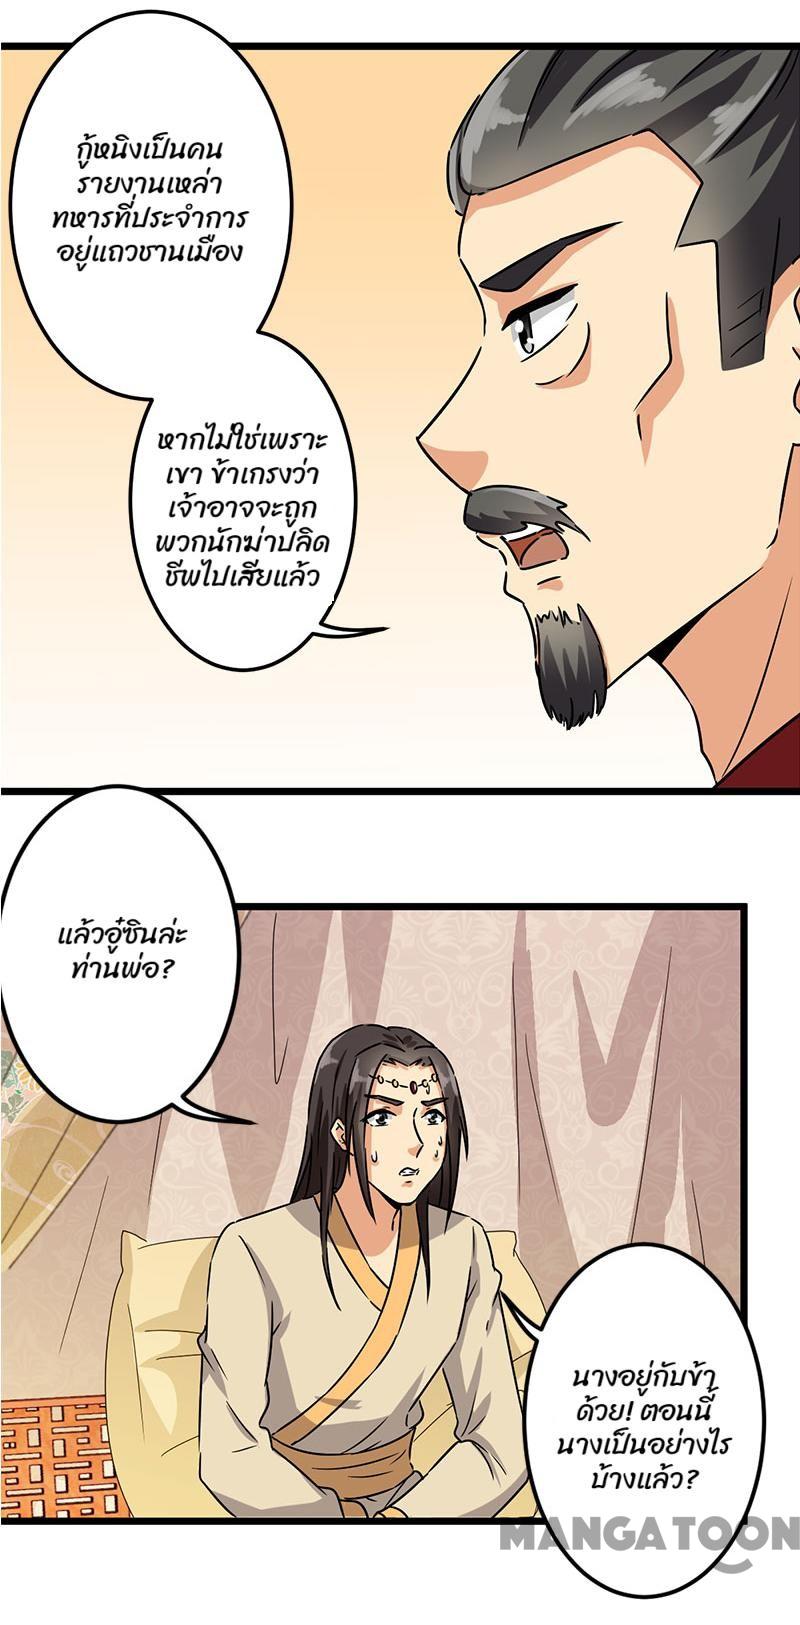 กู้หนิงเป็นคน
รายงานเหล่า
ทหารที่ประจำการ
อยู่แถวชานเมือง
หากไม่ใช่เพราะ
เขา ข้าเกรงว่า
เจ้าอาจจะถูก
พวกนักฆ่าปลิด
ชีพไปเสียแล้ว
แล้วอู๋ซินล่ะ
ท่านพ่อ?
นางอยู่กับข้า
ด้วย! ตอนนี้
นางเป็นอย่างไร
บ้างแล้ว?
MANGATOON